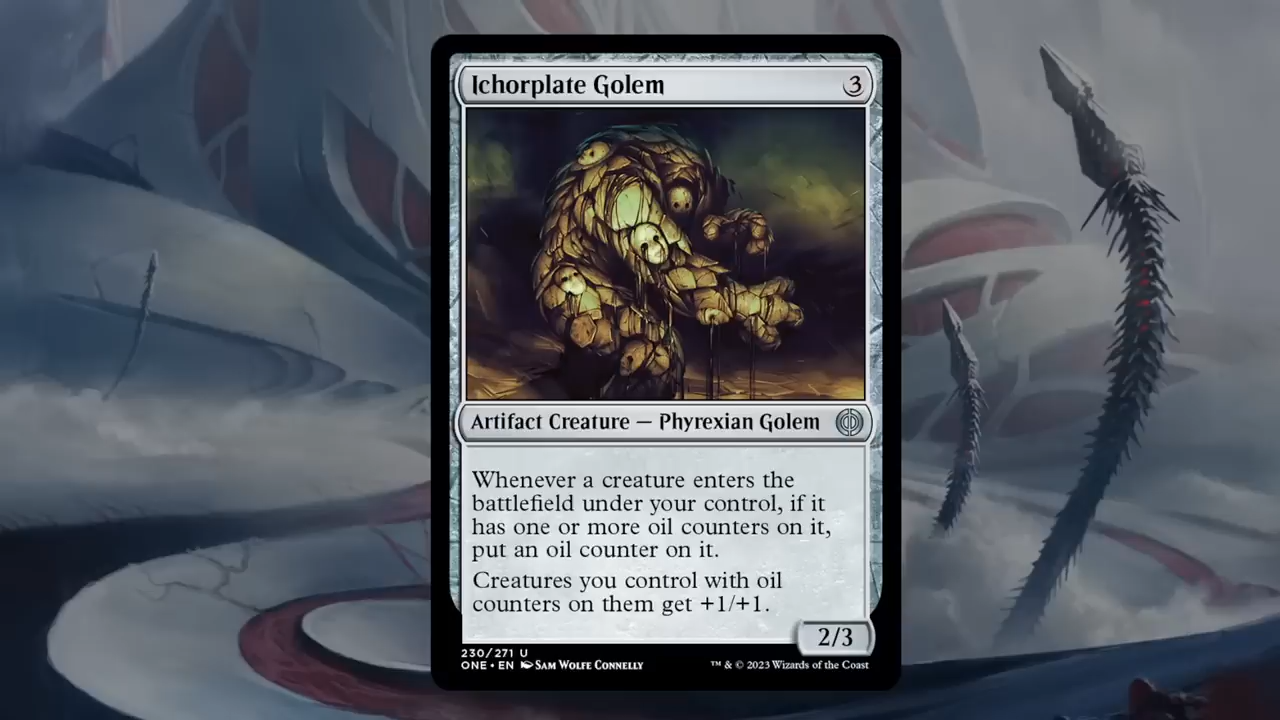 Ichorplate Golem 3
Artifact Creature — Phyrexian Golem
Whenever a creature enters the
battlefield under your control, if it
has one or more oil counters on it,
put an oil counter on it.
Creatures you control with oil
counters on them get +1/+1.
2/3
230/271 U
ONE • EN Sam Wolfe Connelly
™ & © 2023 Wizards of the Coast